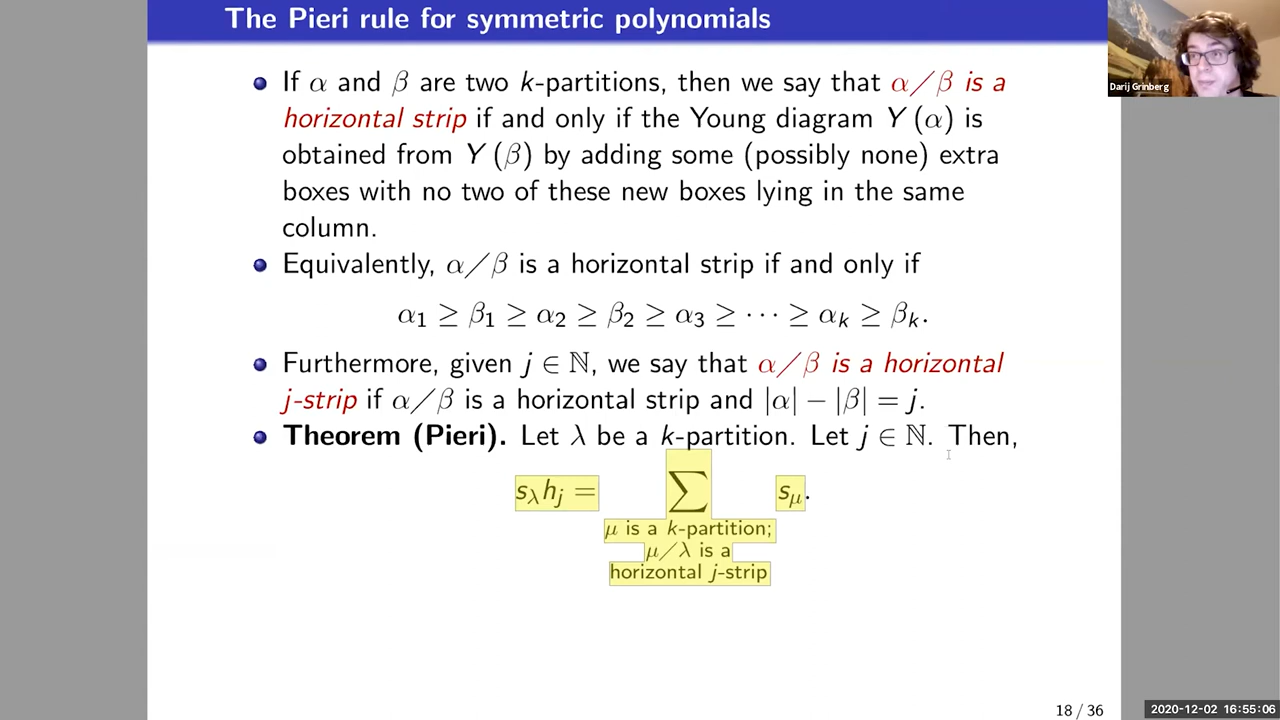 The Pieri rule for symmetric polynomials
Darij Grinberg
If α and β are two k-partitions, then we say that α/β is a
horizontal strip if and only if the Young diagram Y (α) is
obtained from Y (β) by adding some (possibly none) extra
boxes with no two of these new boxes lying in the same
column.
Equivalently, α/β is a horizontal strip if and only if
α₁ ≥ β₁ ≥ α₂ ≥ β₂ ≥ α₃ ≥ ⋯ ≥ αₖ ≥ βₖ.
Furthermore, given j ∈ ℕ, we say that α/β is a horizontal
j-strip if α/β is a horizontal strip and |α| − |β| = j.
Theorem (Pieri). Let λ be a k-partition. Let j ∈ ℕ. Then,
s_λ h_j = ∑ s_μ.
μ is a k-partition;
μ/λ is a
horizontal j-strip
18 / 36
2020-12-02 16:55:06